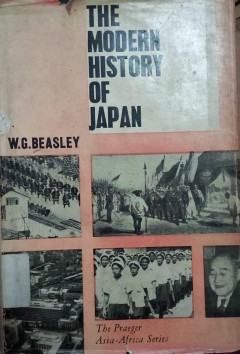 THE
MODERN
HISTORY
OF
JAPAN
W.G.BEASLEY
The Praeger
Asia-Africa Series